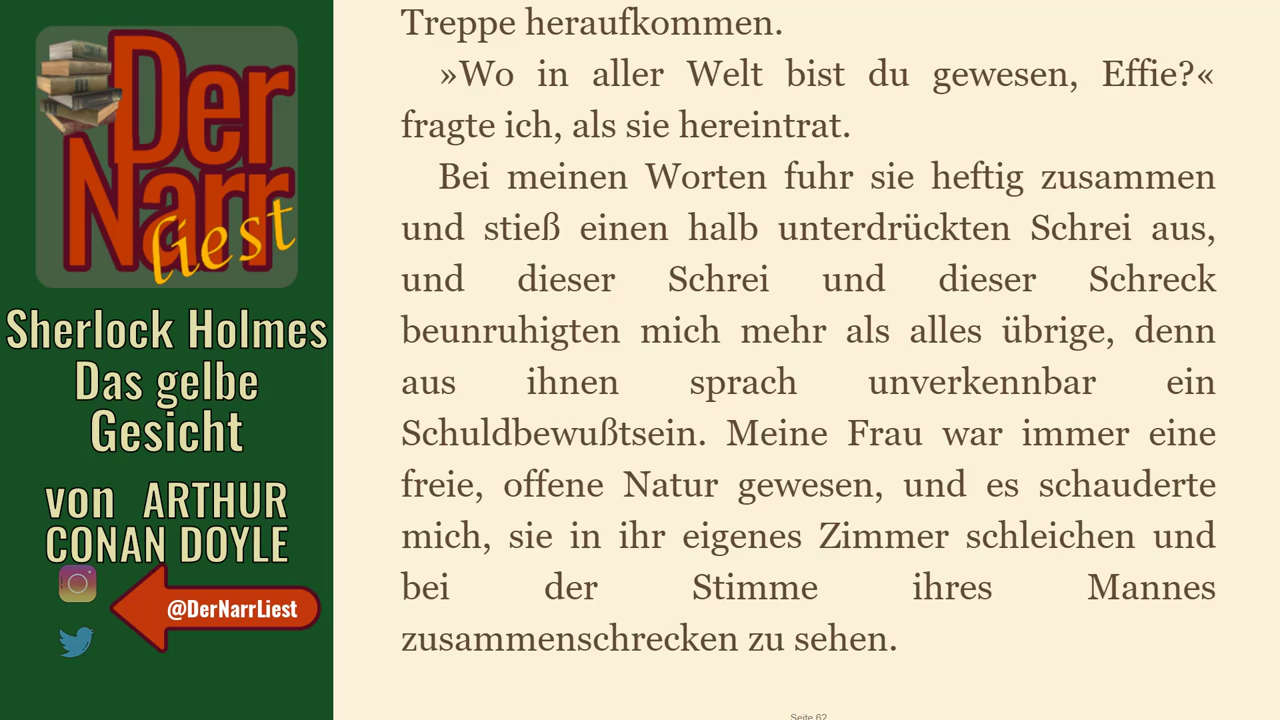 Der
Narr
liest
Sherlock Holmes
Das gelbe
Gesicht
von ARTHUR
CONAN DOYLE
@DerNarrLiest
Treppe heraufkommen.
»Wo in aller Welt bist du gewesen, Effie?«
fragte ich, als sie hereintrat.
Bei meinen Worten fuhr sie heftig zusammen
und stieß einen halb unterdrückten Schrei aus,
und dieser Schrei und dieser Schreck
beunruhigten mich mehr als alles übrige, denn
aus ihnen sprach unverkennbar ein
Schuldbewußtsein. Meine Frau war immer eine
freie, offene Natur gewesen, und es schauderte
mich, sie in ihr eigenes Zimmer schleichen und
bei der Stimme ihres Mannes
zusammenschrecken zu sehen.
Seite 62